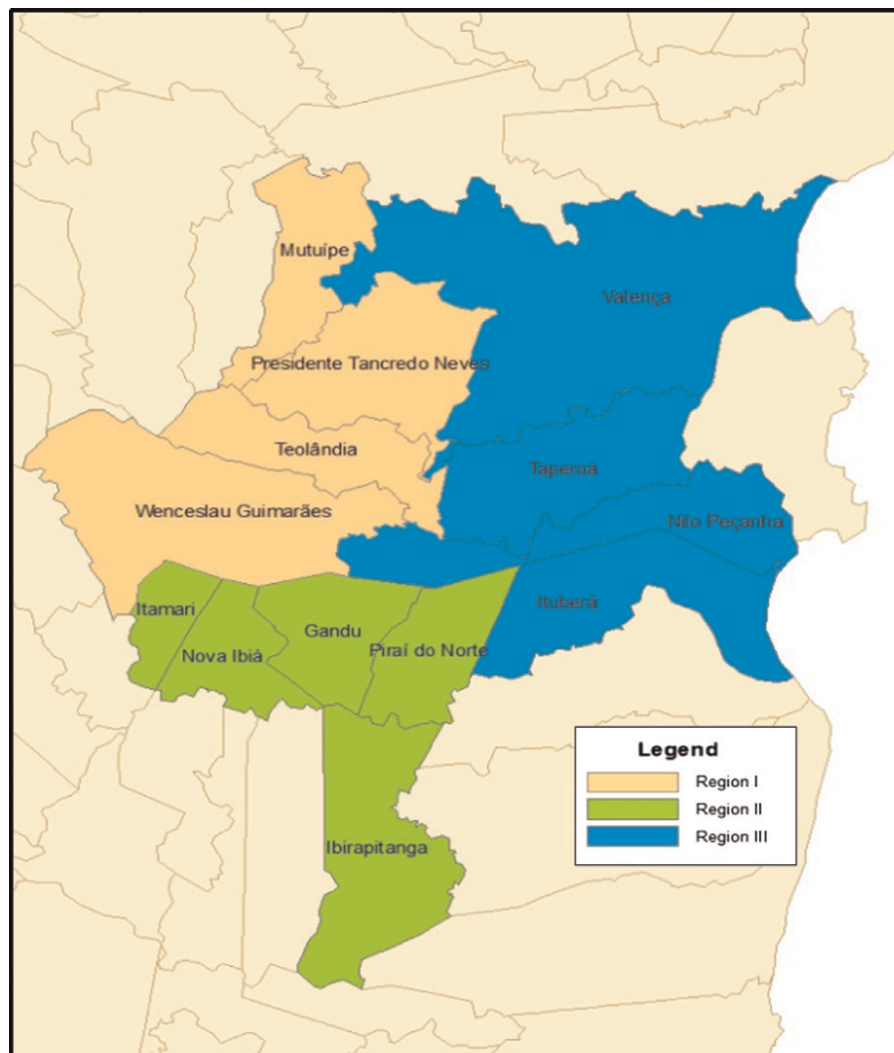 Mutuípe
Valença
Presidente Tancredo Neves
Teolândia
Taperoá
Wenceslau Guimarães
Nilo Peçanha
Itamari
Ituberá
Gandu
Piraí do Norte
Nova Ibiá
Legend
Region I
Region II
Region III
Ibirapitanga